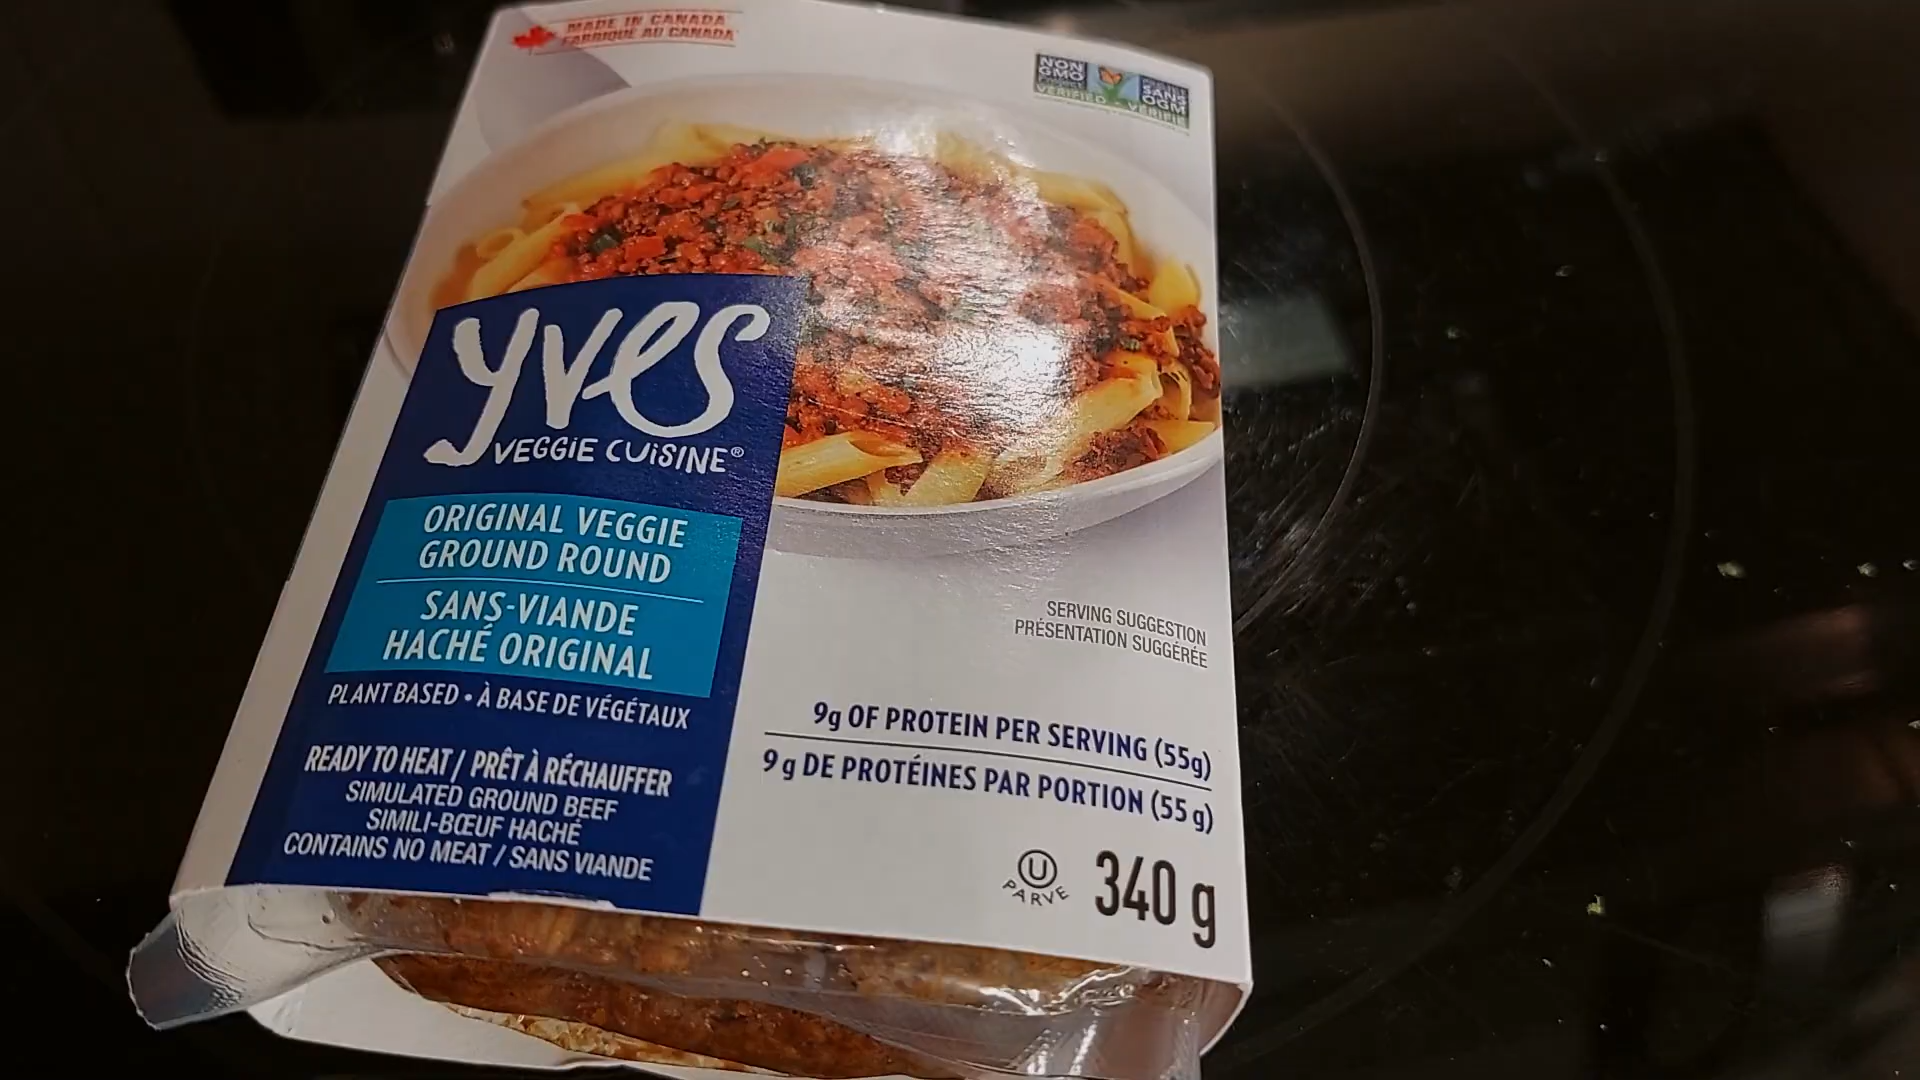 MADE IN CANADA
FABRIQUÉ AU CANADA
NON
GMO
VERIFIED
SANS
OGM
VÉRIFIÉ
yves
VEGGIE CUISINE®
ORIGINAL VEGGIE
GROUND ROUND
SANS-VIANDE
HACHÉ ORIGINAL
PLANT BASED • À BASE DE VÉGÉTAUX
READY TO HEAT / PRÊT À RÉCHAUFFER
SIMULATED GROUND BEEF
SIMILI-BŒUF HACHÉ
CONTAINS NO MEAT / SANS VIANDE
SERVING SUGGESTION
PRÉSENTATION SUGGÉRÉE
9g OF PROTEIN PER SERVING (55g)
9 g DE PROTÉINES PAR PORTION (55 g)
U
PARVE
340 g